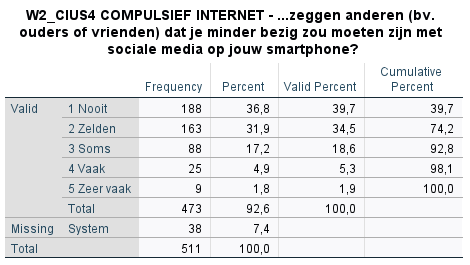 W2_CIUS4 COMPULSIEF INTERNET - ...zeggen anderen (bv.
ouders of vrienden) dat je minder bezig zou moeten zijn met
sociale media op jouw smartphone?
Frequency Percent Valid Percent Cumulative Percent
Valid 1 Nooit 188 36,8 39,7 39,7
2 Zelden 163 31,9 34,5 74,2
3 Soms 88 17,2 18,6 92,8
4 Vaak 25 4,9 5,3 98,1
5 Zeer vaak 9 1,8 1,9 100,0
Total 473 92,6 100,0
Missing System 38 7,4
Total 511 100,0